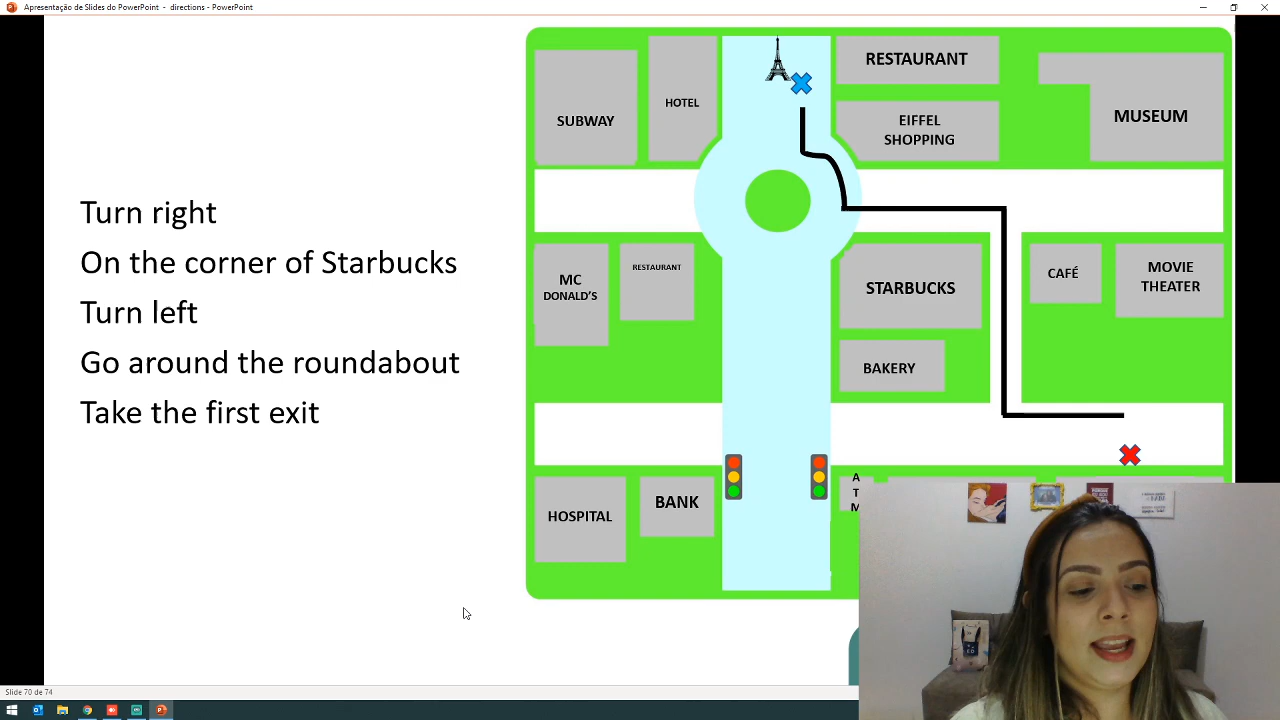 Apresentação de Slides do PowerPoint - directions - PowerPoint
Turn right
On the corner of Starbucks
Turn left
Go around the roundabout
Take the first exit
SUBWAY
HOTEL
RESTAURANT
EIFFEL
SHOPPING
MUSEUM
MC
DONALD'S
RESTAURANT
STARBUCKS
BAKERY
CAFÉ
MOVIE
THEATER
HOSPITAL
BANK
A
T
M
Slide 70 de 74